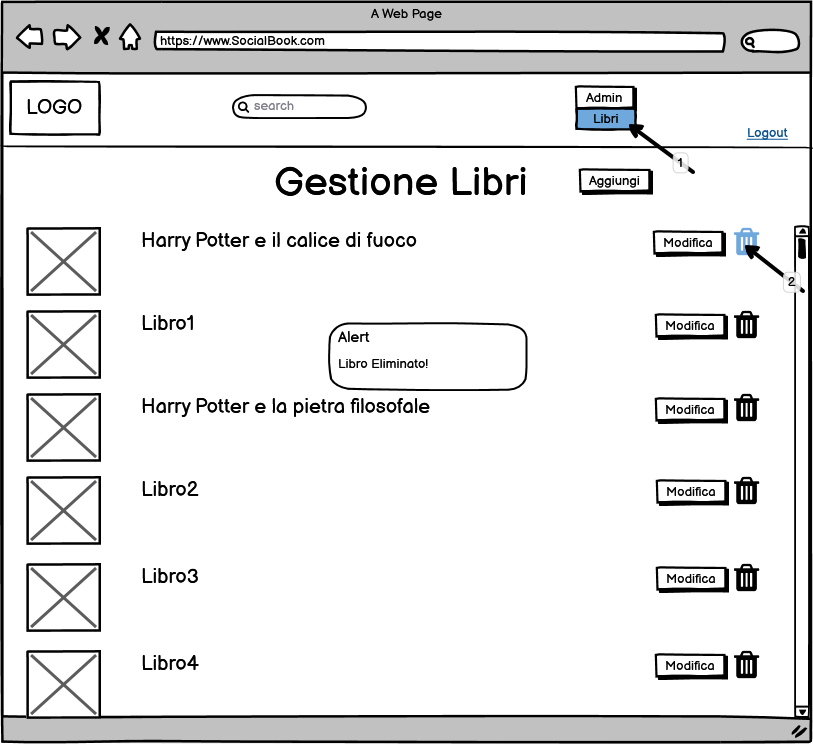 A Web Page
https://www.SocialBook.com
LOGO
search
Admin
Libri
Logout
1
Gestione Libri
Aggiungi
Harry Potter e il calice di fuoco
Modifica
2
Libro1
Modifica
Alert
Libro Eliminato!
Harry Potter e la pietra filosofale
Modifica
Libro2
Modifica
Libro3
Modifica
Libro4
Modifica